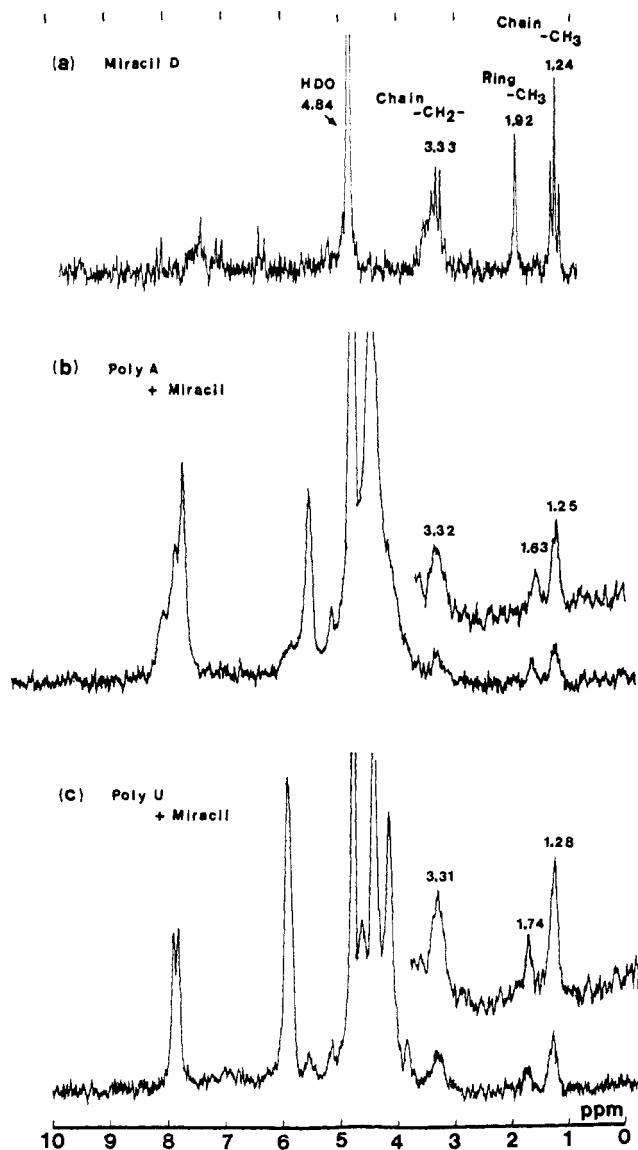 (a) Miracil D
HDO
4.84
Chain
-CH2-
3.33
Ring
-CH3
1.92
Chain
-CH3
1.24
(b) Poly A
+ Miracil
3.32
1.63
1.25
(c) Poly U
+ Miracil
3.31
1.74
1.28
ppm
10 9 8 7 6 5 4 3 2 1 0